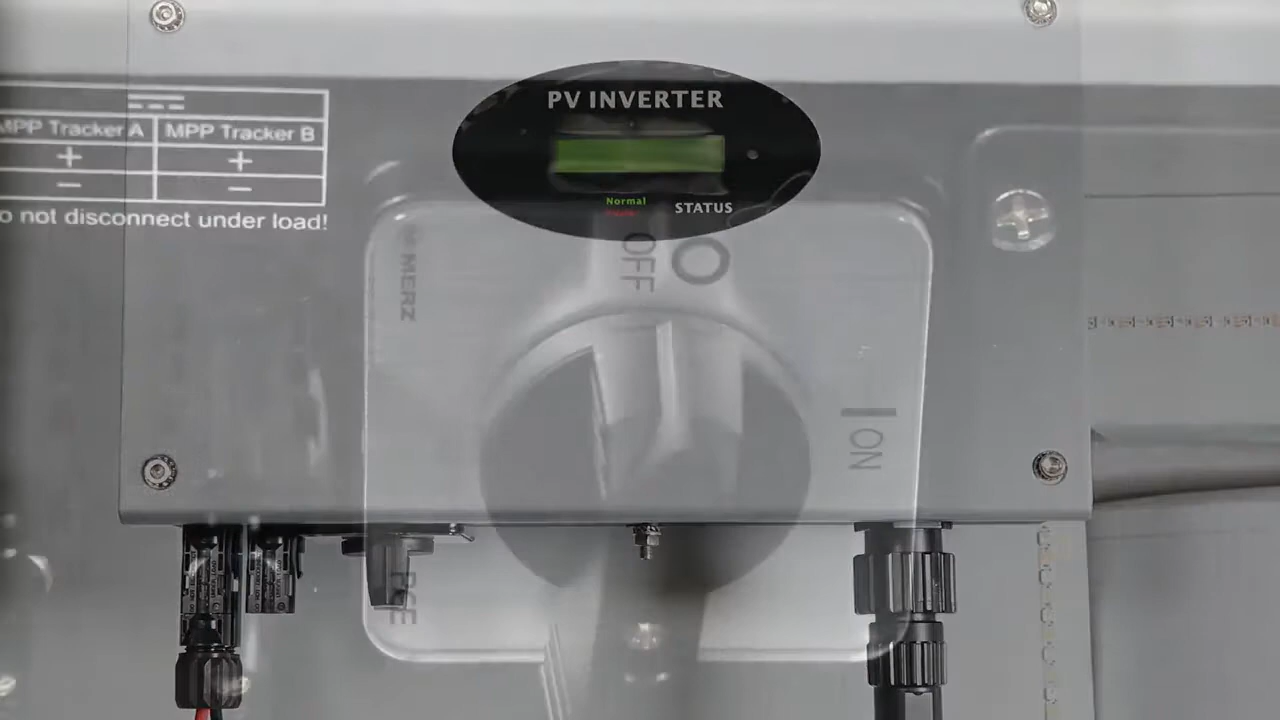 PV INVERTER
MPP Tracker A
MPP Tracker B
+
+
−
−
o not disconnect under load!
Normal
STATUS
OFF
O
MERZ
ON